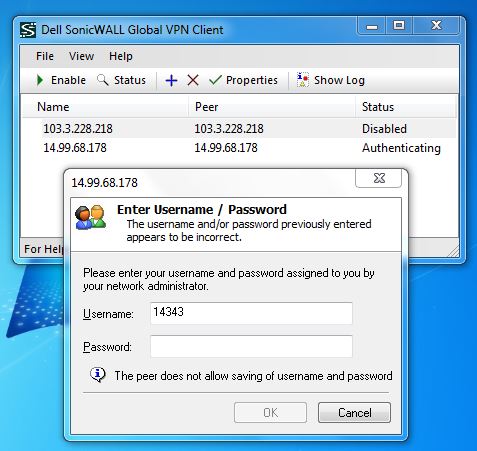 Dell SonicWALL Global VPN Client
File View Help
Enable Status Properties Show Log
Name Peer Status
103.3.228.218 103.3.228.218 Disabled
14.99.68.178 14.99.68.178 Authenticating
14.99.68.178
Enter Username / Password
The username and/or password previously entered
appears to be incorrect.
For Help
Please enter your username and password assigned to you by
your network administrator.
Username: 14343
Password:
The peer does not allow saving of username and password
OK Cancel